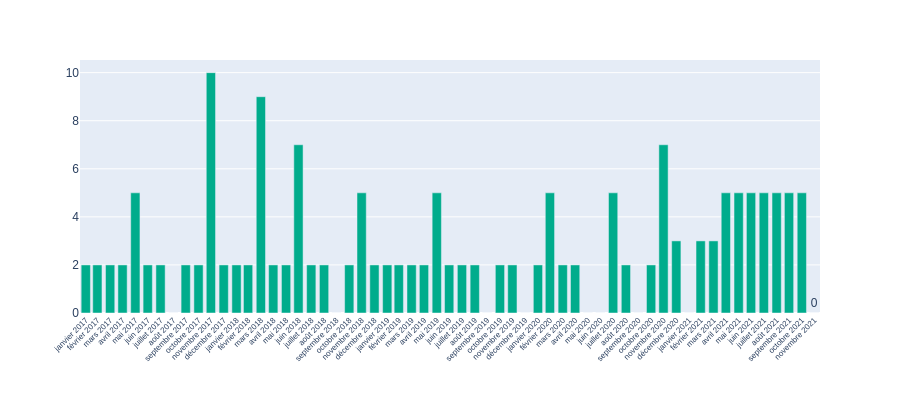 10
8
6
4
2
0
0
janvier 2017
février 2017
mars 2017
avril 2017
mai 2017
juin 2017
juillet 2017
août 2017
septembre 2017
octobre 2017
novembre 2017
décembre 2017
janvier 2018
février 2018
mars 2018
avril 2018
mai 2018
juin 2018
juillet 2018
août 2018
septembre 2018
octobre 2018
novembre 2018
décembre 2018
janvier 2019
février 2019
mars 2019
avril 2019
mai 2019
juin 2019
juillet 2019
août 2019
septembre 2019
octobre 2019
novembre 2019
décembre 2019
janvier 2020
février 2020
mars 2020
avril 2020
mai 2020
juin 2020
juillet 2020
août 2020
septembre 2020
octobre 2020
novembre 2020
décembre 2020
janvier 2021
février 2021
mars 2021
avril 2021
mai 2021
juin 2021
juillet 2021
août 2021
septembre 2021
octobre 2021
novembre 2021